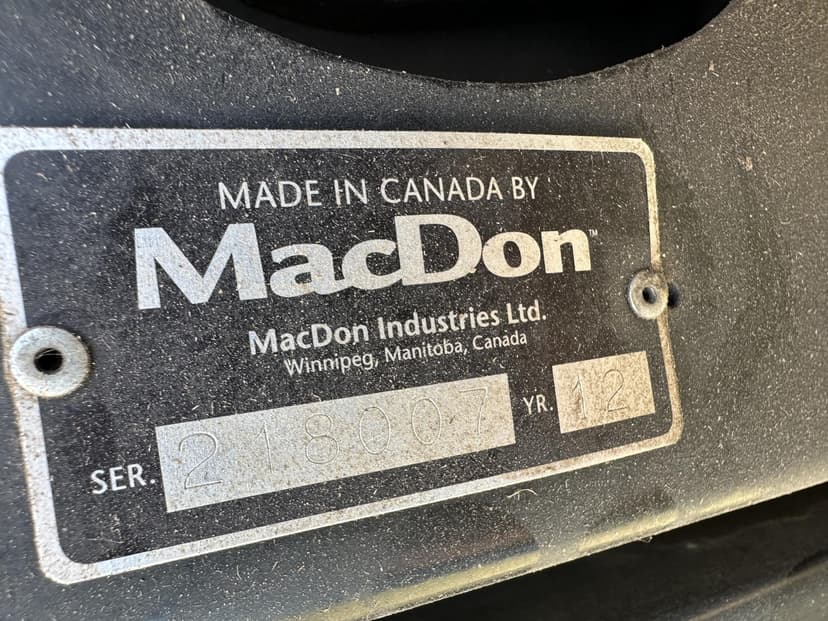 MADE IN CANADA BY
MacDon™
MacDon Industries Ltd.
Winnipeg, Manitoba, Canada
SER. 218007 YR. 12